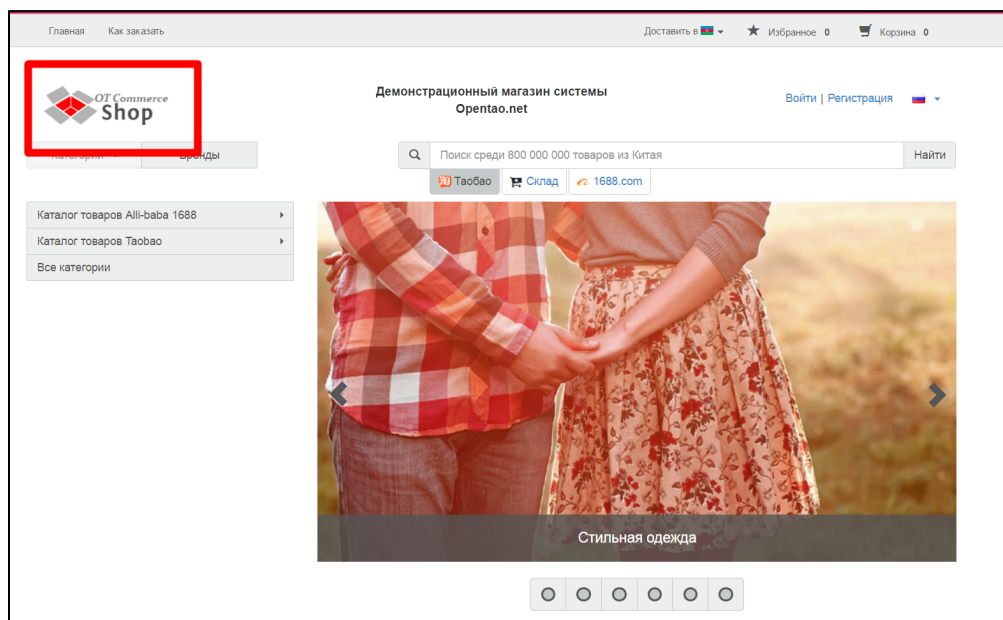 Главная Как заказать Доставить в Избранное 0 Корзина 0
OT Commerce
Shop
Демонстрационный магазин системы
Opentao.net
Войти | Регистрация
Категории Бренды
Поиск среди 800 000 000 товаров из Китая Найти
Taobao Склад 1688.com
Каталог товаров Alli-baba 1688
Каталог товаров Taobao
Все категории
Стильная одежда